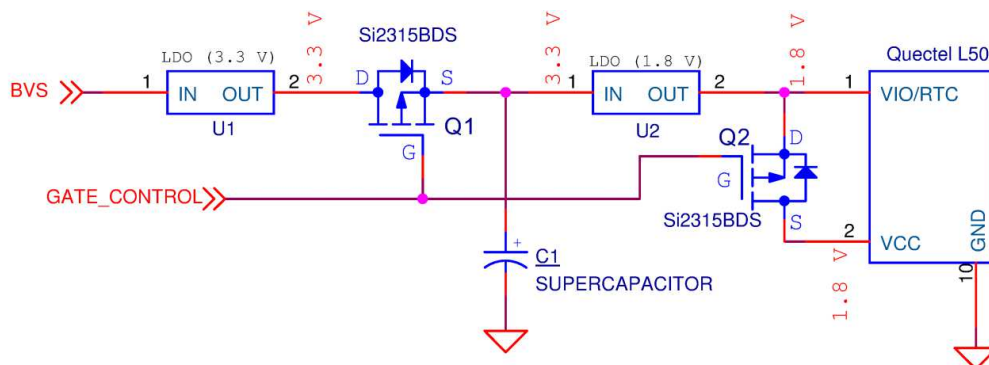 3.3 V
Si2315BDS
3.3 V
1.8 V
Quectel L50
LDO (3.3 V)
LDO (1.8 V)
BVS
1
IN
OUT
2
D
S
1
IN
OUT
2
1
VIO/RTC
U1
Q1
U2
Q2
D
G
G
GATE_CONTROL
Si2315BDS
S
2
VCC
GND
+
C1
SUPERCAPACITOR
1.8 V
10